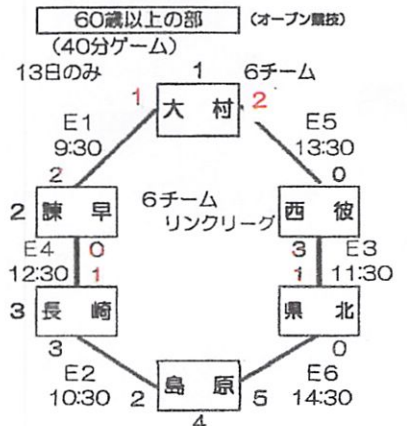 60歳以上の部 (オープン競技)
(40分ゲーム)
13日のみ 1 6チーム
1 大村 2
E1 E5
9:30 13:30
2 0
2 諫早 6チーム 西彼
リンクリーグ
E4 0 3 E3
12:30 1 1 11:30
3 長崎 県北
3 0
E2 島原 E6
10:30 2 5 14:30
4